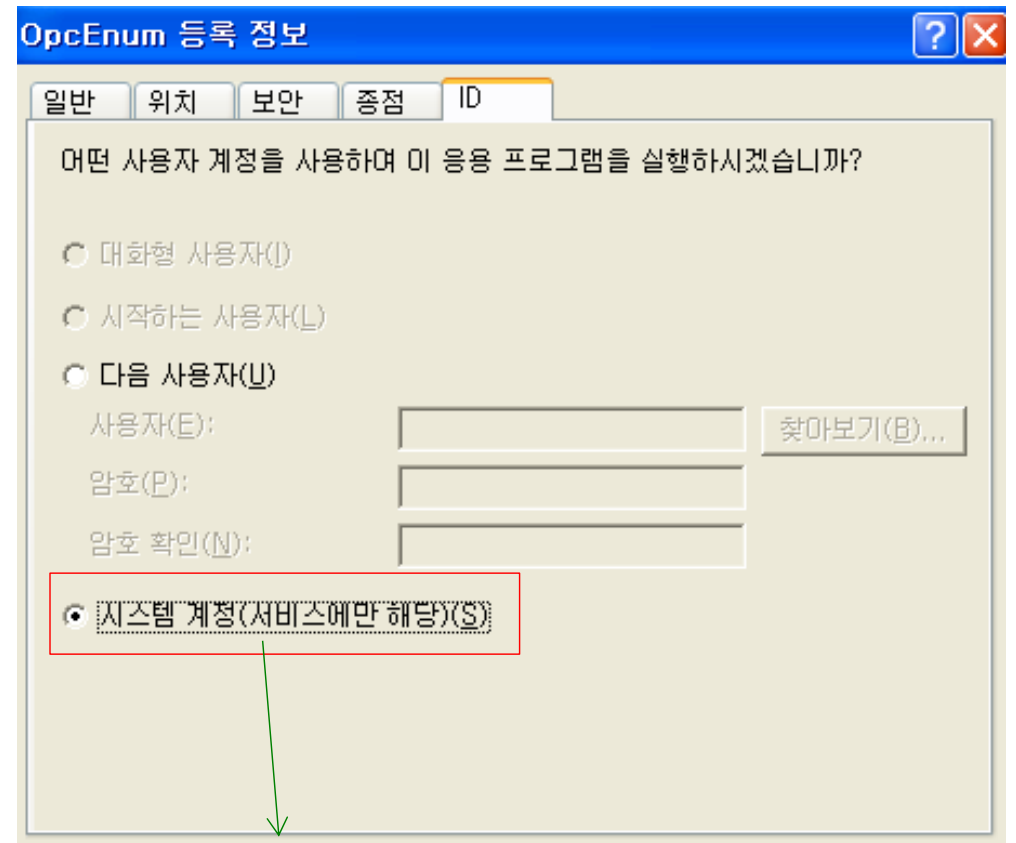 OpcEnum 등록 정보
일반 위치 보안 종점 ID
어떤 사용자 계정을 사용하여 이 응용 프로그램을 실행하시겠습니까?
대화형 사용자(I)
시작하는 사용자(L)
다음 사용자(U)
사용자(E): 찾아보기(B)...
암호(P):
암호 확인(N):
시스템 계정(서비스에만 해당)(S)